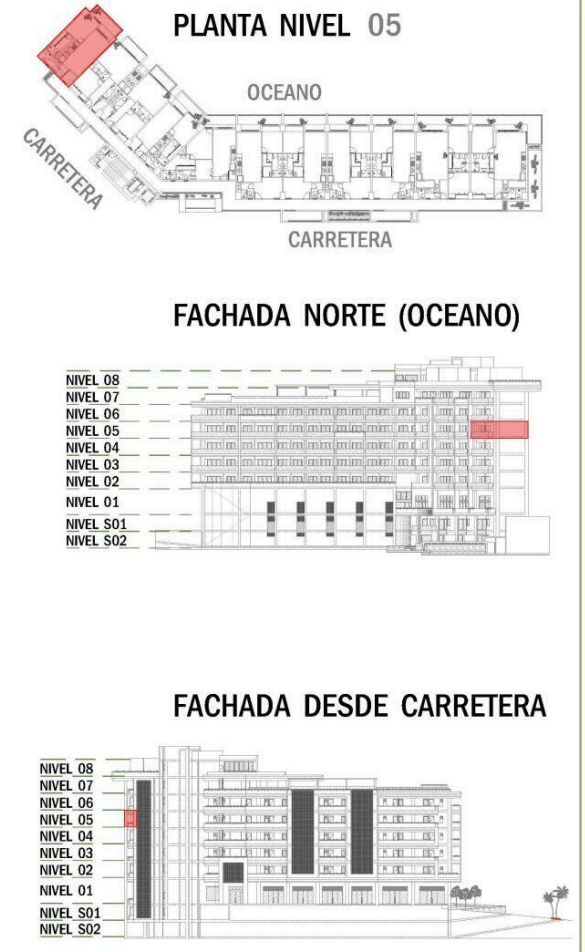 PLANTA NIVEL 05
OCEANO
CARRETERA
CARRETERA
FACHADA NORTE (OCEANO)
NIVEL 08
NIVEL 07
NIVEL 06
NIVEL 05
NIVEL 04
NIVEL 03
NIVEL 02
NIVEL 01
NIVEL S01
NIVEL S02
FACHADA DESDE CARRETERA
NIVEL 08
NIVEL 07
NIVEL 06
NIVEL 05
NIVEL 04
NIVEL 03
NIVEL 02
NIVEL 01
NIVEL S01
NIVEL S02